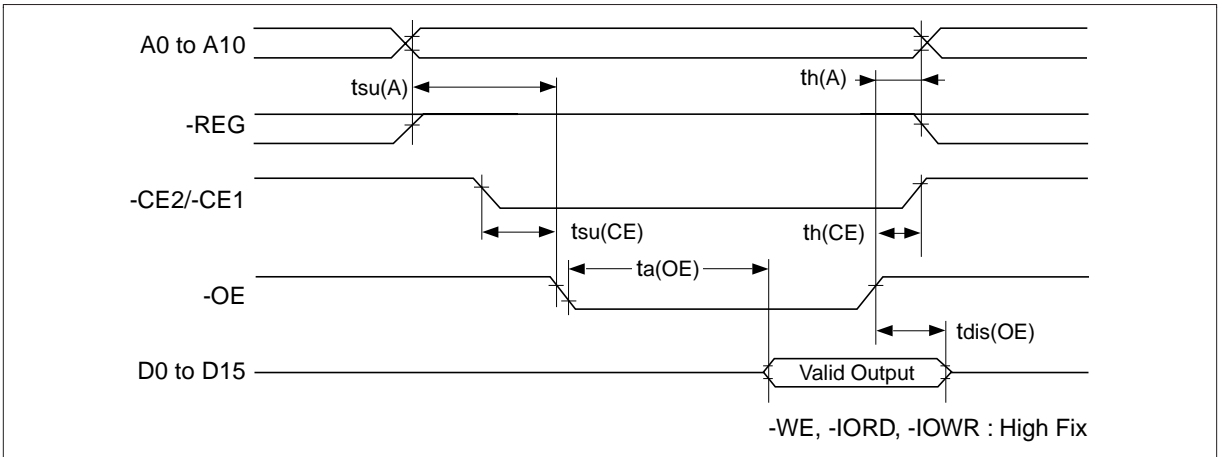 A0 to A10
tsu(A)
th(A)
-REG
-CE2/-CE1
tsu(CE)
th(CE)
ta(OE)
-OE
tdis(OE)
D0 to D15
Valid Output
-WE, -IORD, -IOWR : High Fix